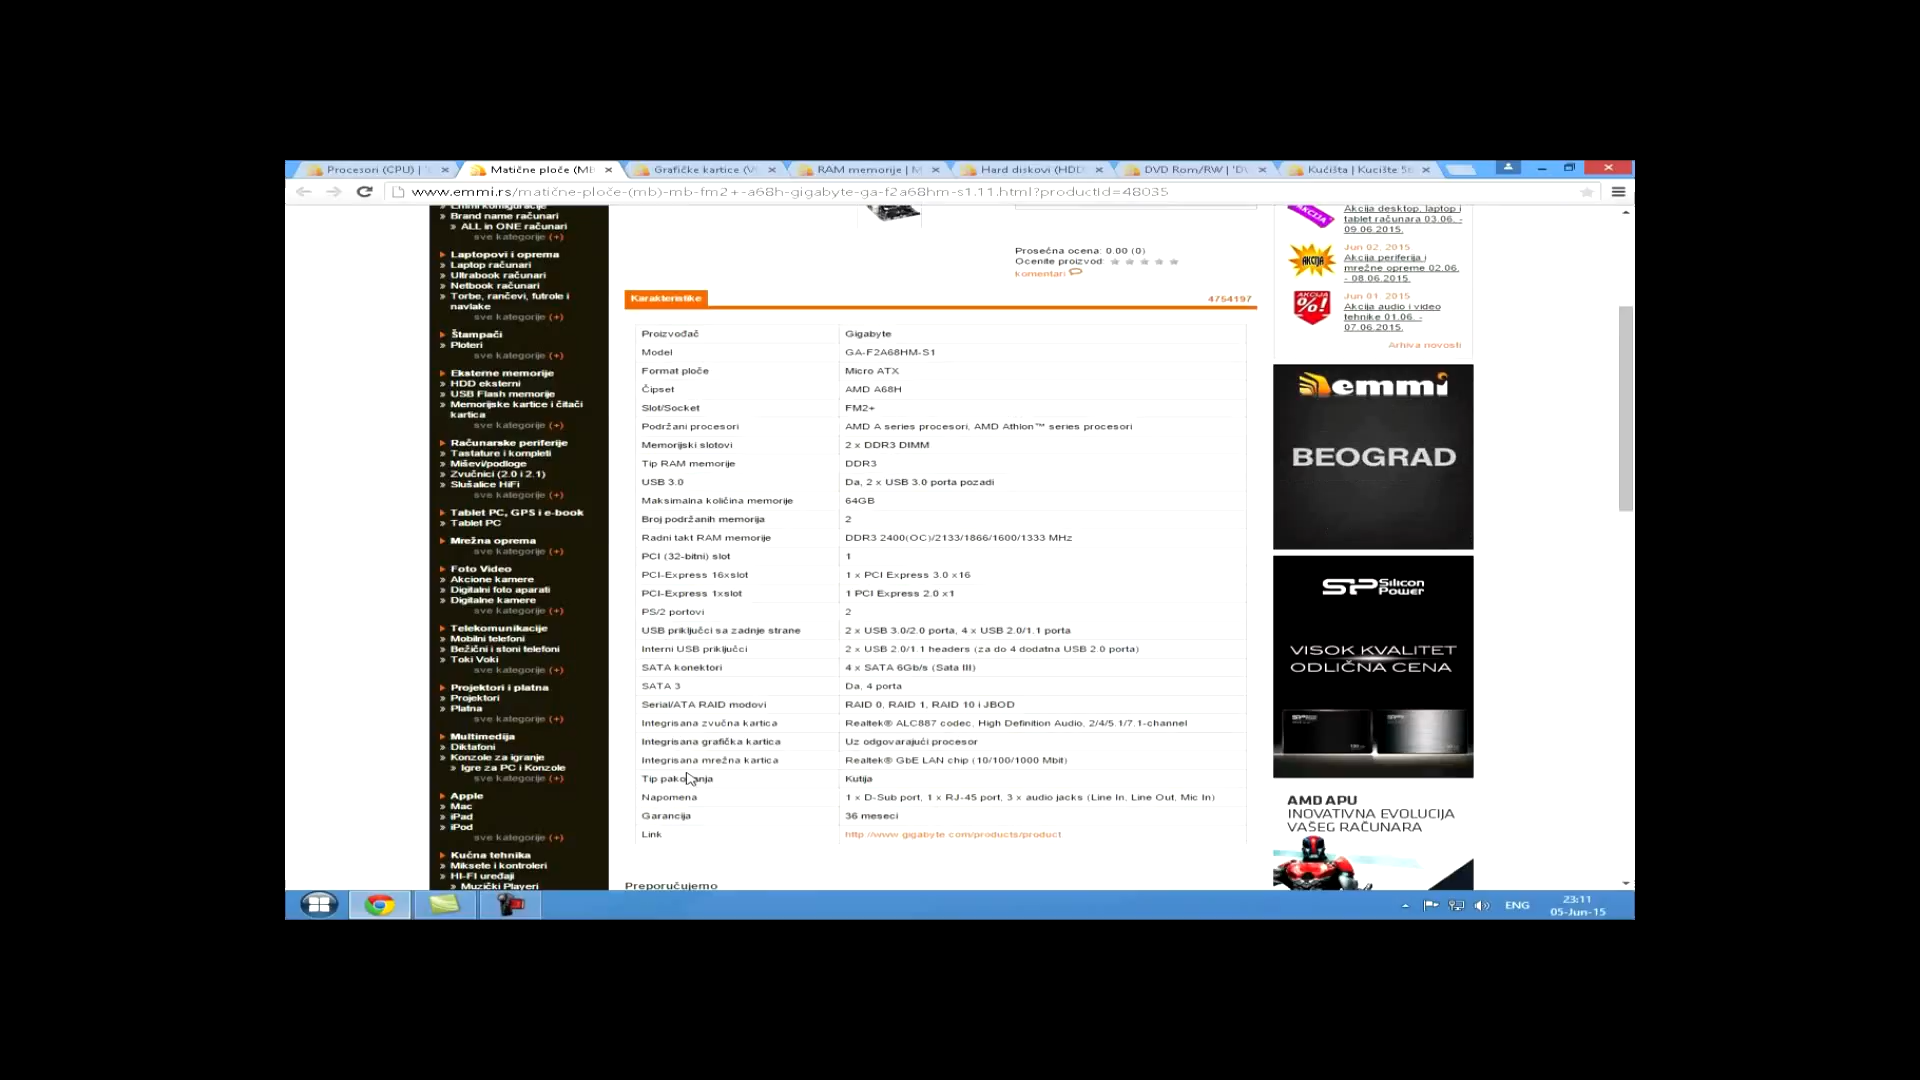 Procesori (CPU) | '
Matične ploče (MB
Grafičke kartice (V
RAM memorije | M
Hard diskovi (HDD
DVD Rom/RW | 'D
Kućišta | Kucište 5
www.emmi.rs/matične-ploče-(mb)-mb-fm2+-a68h-gigabyte-ga-f2a68hm-s1.11.html?productId=48035
Emmi konfiguracije
Brand name računari
» ALL in ONE računari
sve kategorije (+)
Laptopovi i oprema
» Laptop računari
» Ultrabook računari
» Netbook računari
» Torbe, rančevi, futrole i
navlake
sve kategorije (+)
Štampači
» Ploteri
sve kategorije (+)
Eksterne memorije
» HDD eksterni
» USB Flash memorije
» Memorijske kartice i čitači
kartica
sve kategorije (+)
Računarske periferije
» Tastature i kompleti
» Miševi/podloge
» Zvučnici (2.0 i 2.1)
» Slušalice HiFi
sve kategorije (+)
Tablet PC, GPS i e-book
» Tablet PC
Mrežna oprema
sve kategorije (+)
Foto Video
» Akcione kamere
» Digitalni foto aparati
» Digitalne kamere
sve kategorije (+)
Telekomunikacije
» Mobilni telefoni
» Bežični i stoni telefoni
» Toki Voki
sve kategorije (+)
Projektori i platna
» Projektori
» Platna
sve kategorije (+)
Multimedija
» Diktafoni
» Konzole za igranje
» Igre za PC i Konzole
sve kategorije (+)
Apple
» Mac
» iPad
» iPod
sve kategorije (+)
Kućna tehnika
» Miksete i kontroleri
» HI-FI uređaji
» Muzički Playeri
Prosečna ocena: 0.00 (0)
Ocenite proizvod:
komentari
Karakteristike 4754197
Proizvođač Gigabyte
Model GA-F2A68HM-S1
Format ploče Micro ATX
Čipset AMD A68H
Slot/Socket FM2+
Podržani procesori AMD A series procesori, AMD Athlon™ series procesori
Memorijski slotovi 2 x DDR3 DIMM
Tip RAM memorije DDR3
USB 3.0 Da, 2 x USB 3.0 porta pozadi
Maksimalna količina memorije 64GB
Broj podržanih memorija 2
Radni takt RAM memorije DDR3 2400(OC)/2133/1866/1600/1333 MHz
PCI (32-bitni) slot 1
PCI-Express 16xslot 1 x PCI Express 3.0 x16
PCI-Express 1xslot 1 PCI Express 2.0 x1
PS/2 portovi 2
USB priključci sa zadnje strane 2 x USB 3.0/2.0 porta, 4 x USB 2.0/1.1 porta
Interni USB priključci 2 x USB 2.0/1.1 headers (za do 4 dodatna USB 2.0 porta)
SATA konektori 4 x SATA 6Gb/s (Sata III)
SATA 3 Da, 4 porta
Serial/ATA RAID modovi RAID 0, RAID 1, RAID 10 i JBOD
Integrisana zvučna kartica Realtek® ALC887 codec, High Definition Audio, 2/4/5.1/7.1-channel
Integrisana grafička kartica Uz odgovarajući procesor
Integrisana mrežna kartica Realtek® GbE LAN chip (10/100/1000 Mbit)
Tip pakovanja Kutija
Napomena 1 x D-Sub port, 1 x RJ-45 port, 3 x audio jacks (Line In, Line Out, Mic In)
Garancija 36 meseci
Link http://www.gigabyte.com/products/product
Preporučujemo
AKCIJA
Akcija desktop, laptop i
tablet računara 03.06. -
09.06.2015.
AKCIJA
Jun 02, 2015
Akcija periferija i
mrežne opreme 02.06.
- 08.06.2015.
AKCIJA
%!
Jun 01, 2015
Akcija audio i video
tehnike 01.06. -
07.06.2015.
Arhiva novosti
emmi
BEOGRAD
SP Silicon
Power
VISOK KVALITET
ODLIČNA CENA
AMD APU
INOVATIVNA EVOLUCIJA
VAŠEG RAČUNARA
ENG
23:11
05-Jun-15